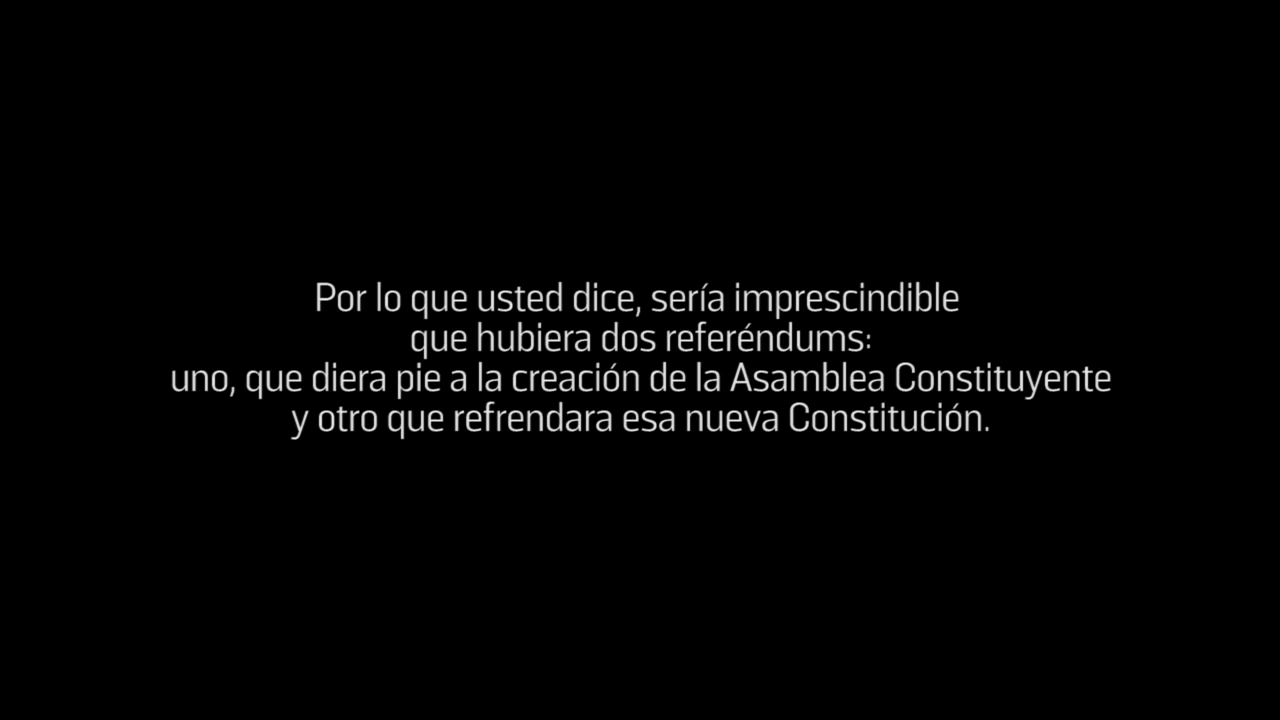 Por lo que usted dice, sería imprescindible
que hubiera dos referéndums:
uno, que diera pie a la creación de la Asamblea Constituyente
y otro que refrendara esa nueva Constitución.